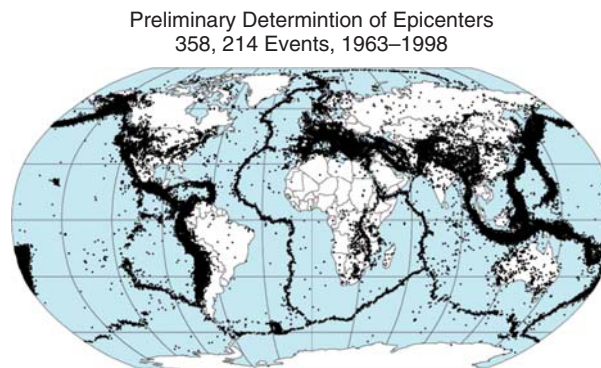 Preliminary Determintion of Epicenters
358, 214 Events, 1963–1998